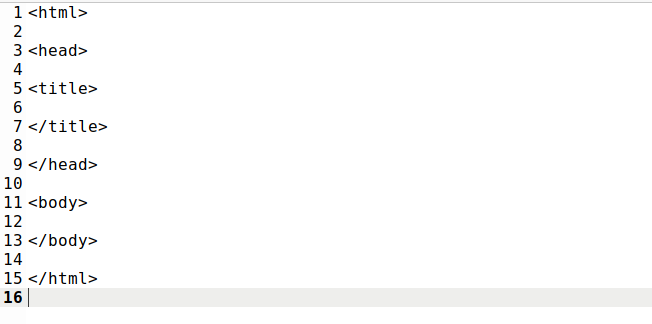 1 <html>
2
3 <head>
4
5 <title>
6
7 </title>
8
9 </head>
10
11 <body>
12
13 </body>
14
15 </html>
16